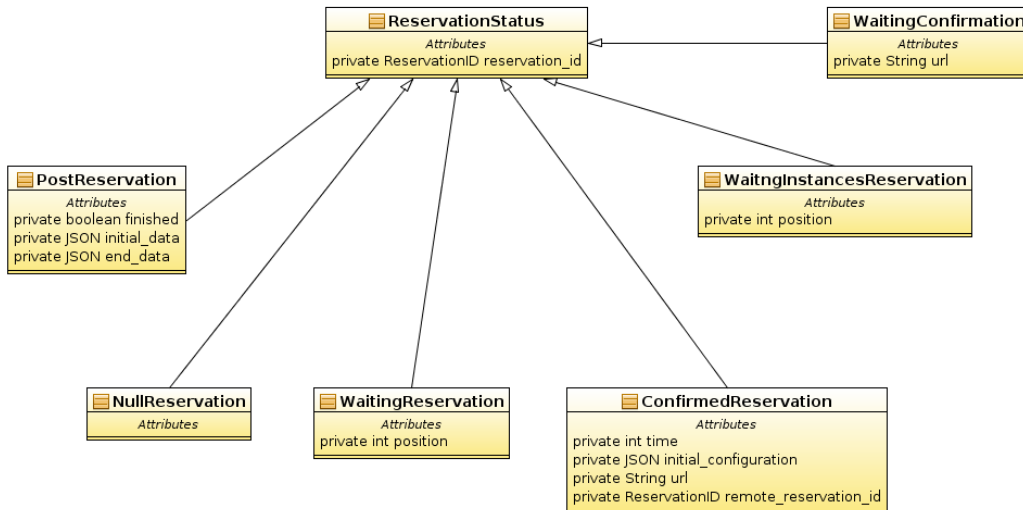 ReservationStatus
Attributes
private ReservationID reservation_id
WaitingConfirmation
Attributes
private String url
PostReservation
Attributes
private boolean finished
private JSON initial_data
private JSON end_data
WaitngInstancesReservation
Attributes
private int position
NullReservation
Attributes
WaitingReservation
Attributes
private int position
ConfirmedReservation
Attributes
private int time
private JSON initial_configuration
private String url
private ReservationID remote_reservation_id